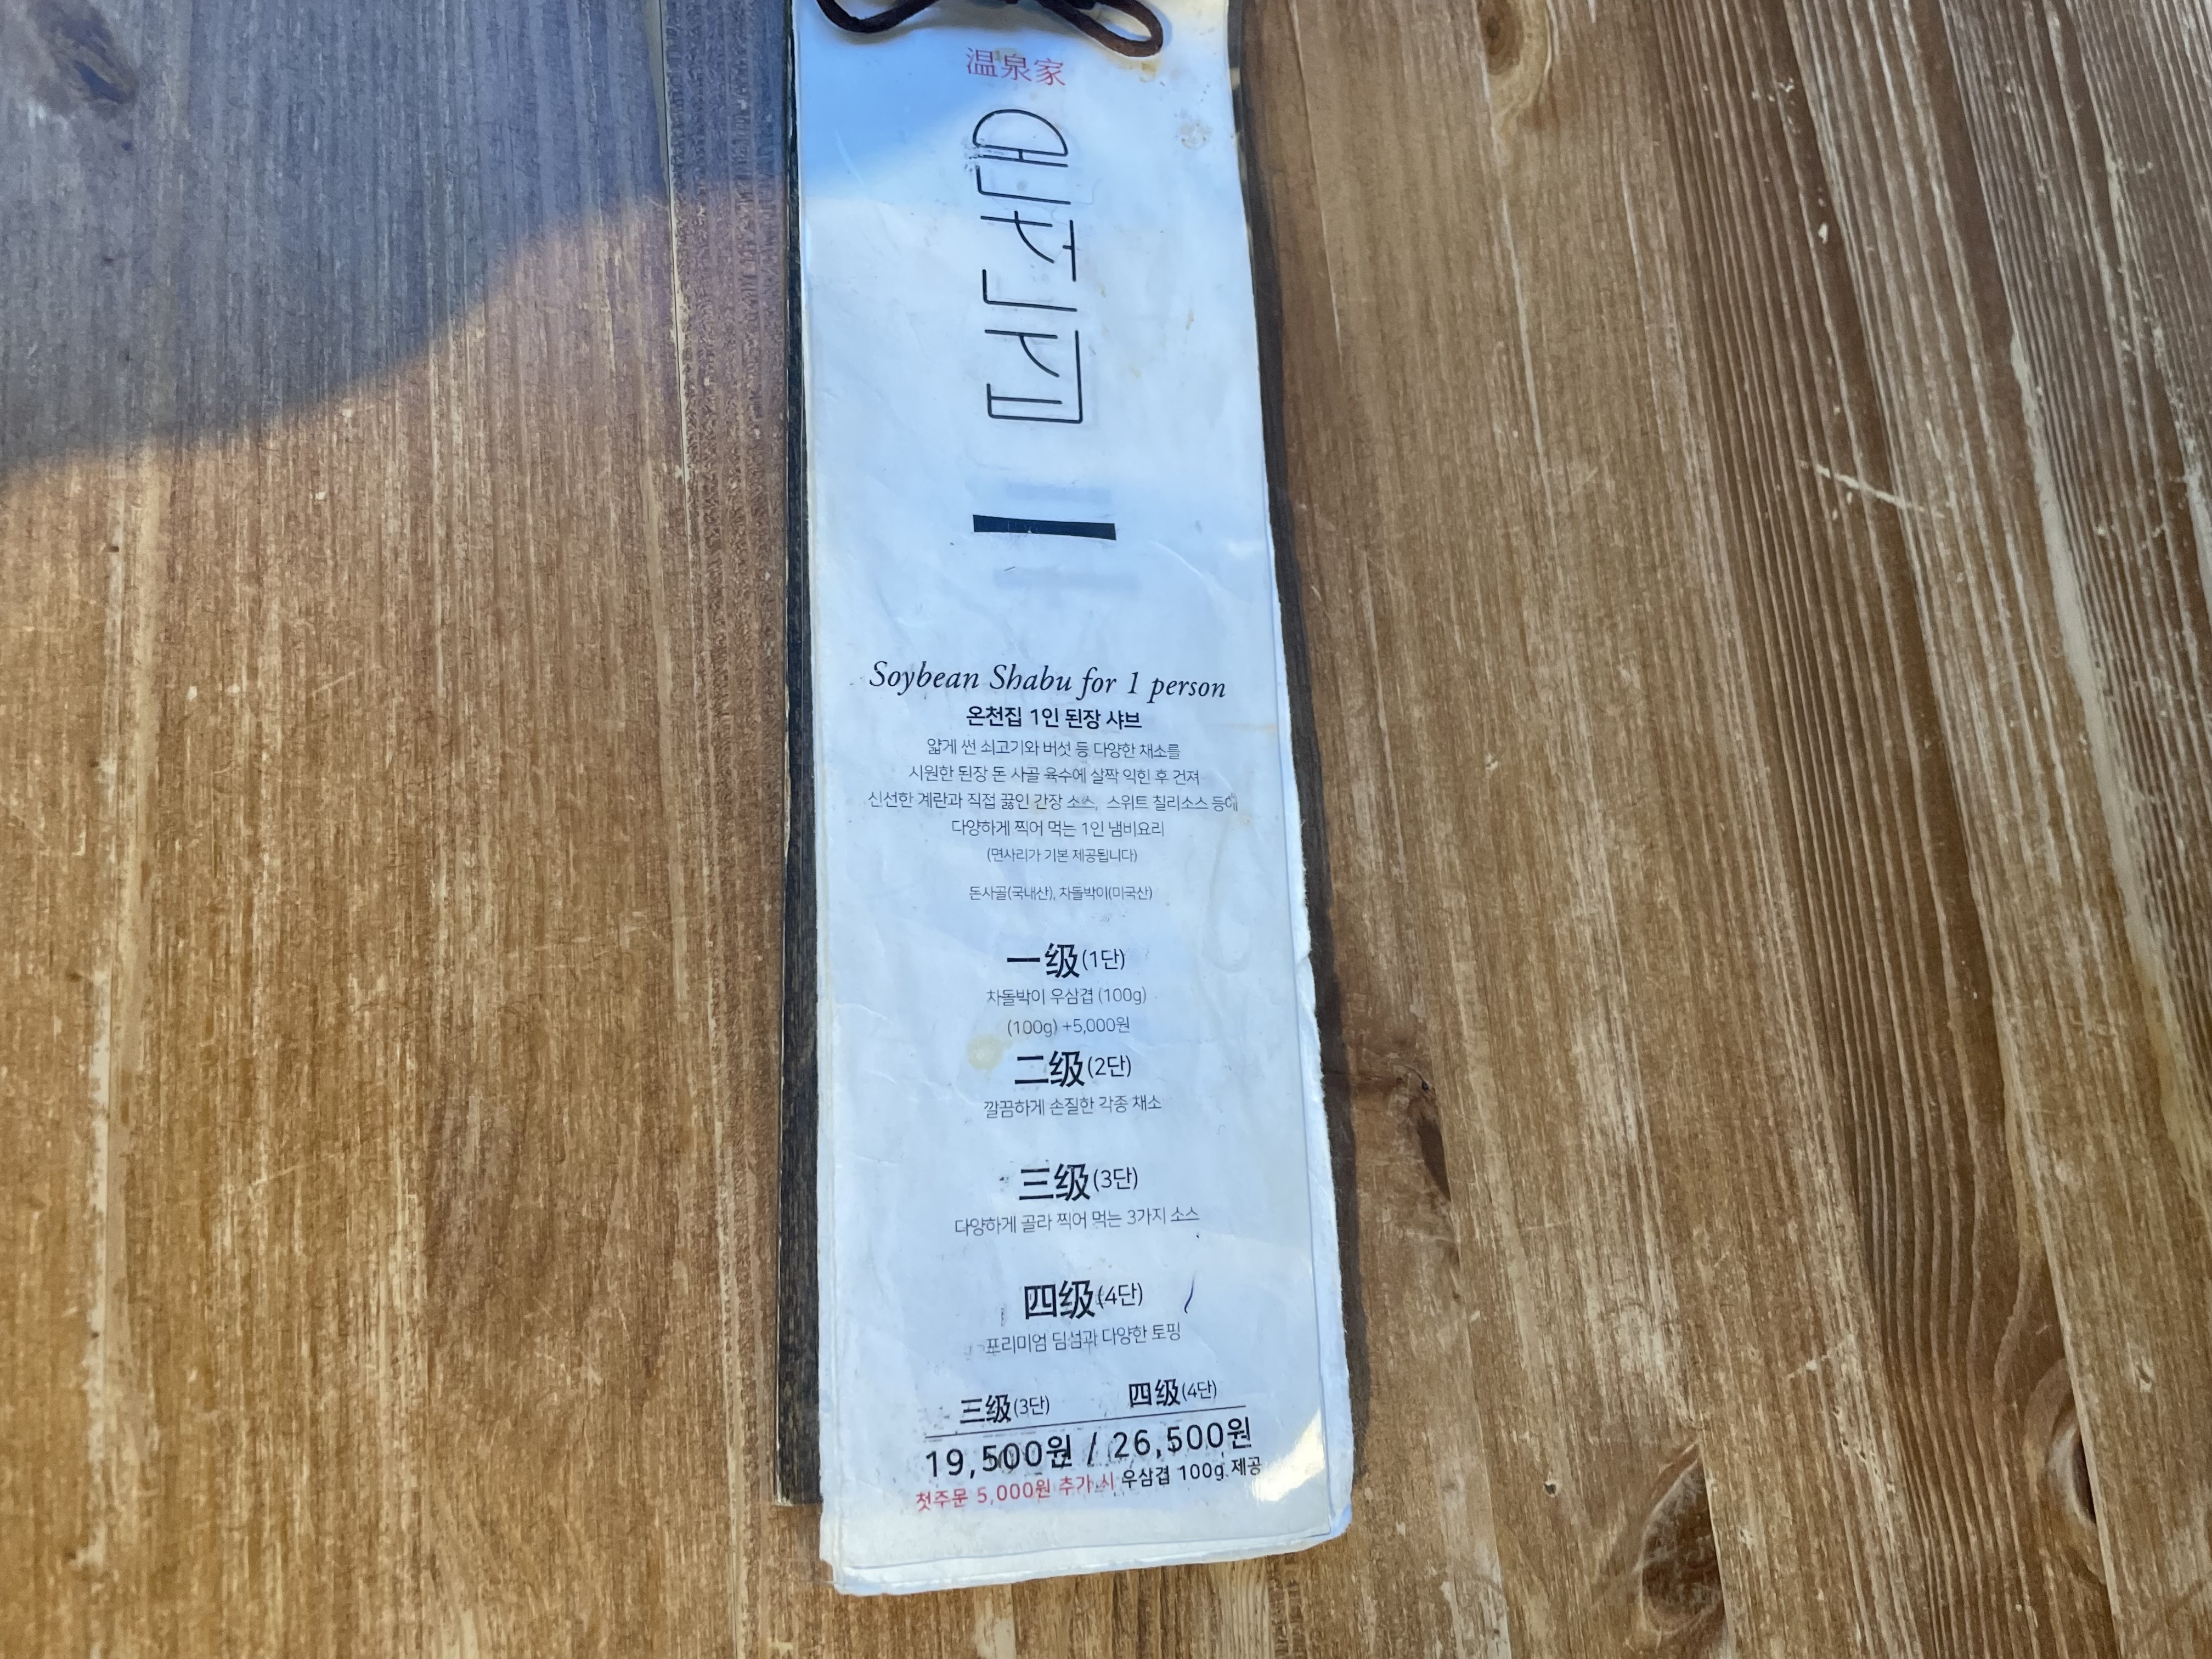 温泉家
온천집
Soybean Shabu for 1 person
온천집 1인 된장 샤브
얇게 썬 쇠고기와 버섯 등 다양한 채소를
시원한 된장 돈 사골 육수에 살짝 익힌 후 건져
신선한 계란과 직접 끓인 간장 소스, 스위트 칠리소스 등에
다양하게 찍어 먹는 1인 냄비요리
(면사리가 기본 제공됩니다)
돈사골(국내산), 차돌박이(미국산)
一级(1단)
차돌박이 우삼겹 (100g)
(100g) +5,000원
二级(2단)
깔끔하게 손질한 각종 채소
三级(3단)
다양하게 골라 찍어 먹는 3가지 소스
四级(4단)
프리미엄 딤섬과 다양한 토핑
三级(3단) 四级(4단)
19,500원 / 26,500원
첫주문 5,000원 추가 시 우삼겹 100g 제공